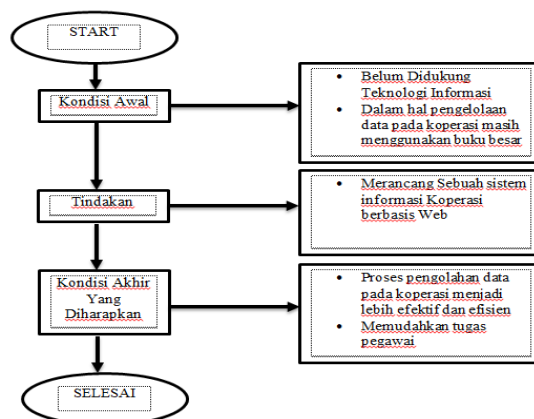 START
Kondisi Awal
• Belum Didukung
Teknologi Informasi
• Dalam hal pengelolaan
data pada koperasi masih
menggunakan buku besar
Tindakan
• Merancang Sebuah sistem
informasi Koperasi
berbasis Web
Kondisi Akhir
Yang
Diharapkan
• Proses pengolahan data
pada koperasi menjadi
lebih efektif dan efisien
• Memudahkan tugas
pegawai
SELESAI